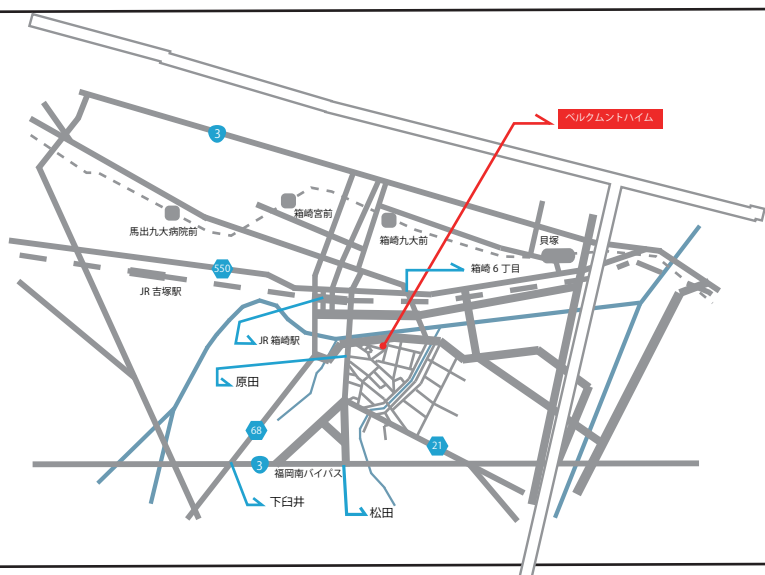 ベルクムントハイム
3
箱崎宮前
馬出九大病院前
箱崎九大前
貝塚
550
箱崎6丁目
JR 吉塚駅
JR 箱崎駅
原田
68
21
3
福岡南バイパス
下臼井
松田